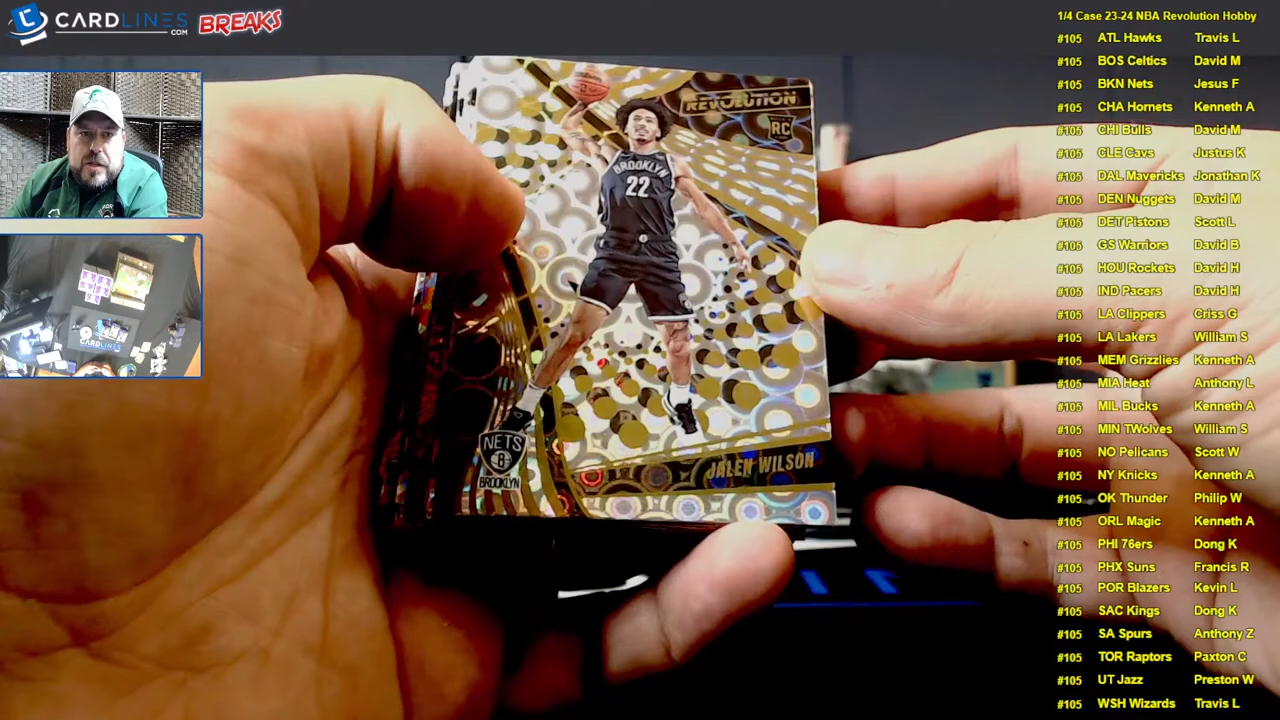 CARDLINES
.COM
BREAKS
REVOLUTION
RC
BROOKLYN
22
NETS
B
BROOKLYN
JALEN WILSON
CARDLINES
1/4 Case 23-24 NBA Revolution Hobby
#105 ATL Hawks Travis L
#105 BOS Celtics David M
#105 BKN Nets Jesus F
#105 CHA Hornets Kenneth A
#105 CHI Bulls David M
#105 CLE Cavs Justus K
#105 DAL Mavericks Jonathan K
#105 DEN Nuggets David M
#105 DET Pistons Scott L
#105 GS Warriors David B
#105 HOU Rockets David H
#105 IND Pacers David H
#105 LA Clippers Criss G
#105 LA Lakers William S
#105 MEM Grizzlies Kenneth A
#105 MIA Heat Anthony L
#105 MIL Bucks Kenneth A
#105 MIN TWolves William S
#105 NO Pelicans Scott W
#105 NY Knicks Kenneth A
#105 OK Thunder Philip W
#105 ORL Magic Kenneth A
#105 PHI 76ers Dong K
#105 PHX Suns Francis R
#105 POR Blazers Kevin L
#105 SAC Kings Dong K
#105 SA Spurs Anthony Z
#105 TOR Raptors Paxton C
#105 UT Jazz Preston W
#105 WSH Wizards Travis L